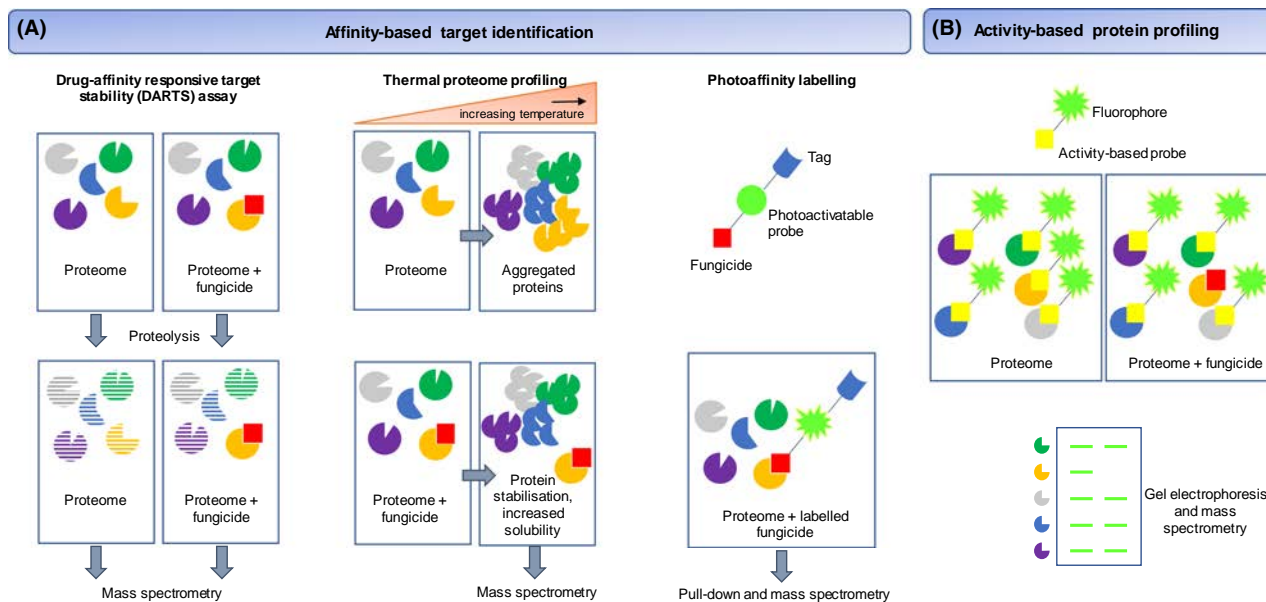 (A)
Affinity-based target identification
Drug-affinity responsive target
stability (DARTS) assay
Proteome
Proteome +
fungicide
Proteolysis
Proteome
Proteome +
fungicide
Mass spectrometry
Thermal proteome profiling
increasing temperature
Proteome
Aggregated
proteins
Proteome +
fungicide
Protein
stabilisation,
increased
solubility
Mass spectrometry
Photoaffinity labelling
Tag
Photoactivatable
probe
Fungicide
Proteome + labelled
fungicide
Pull-down and mass spectrometry
(B)
Activity-based protein profiling
Fluorophore
Activity-based probe
Proteome
Proteome + fungicide
Gel electrophoresis
and mass
spectrometry